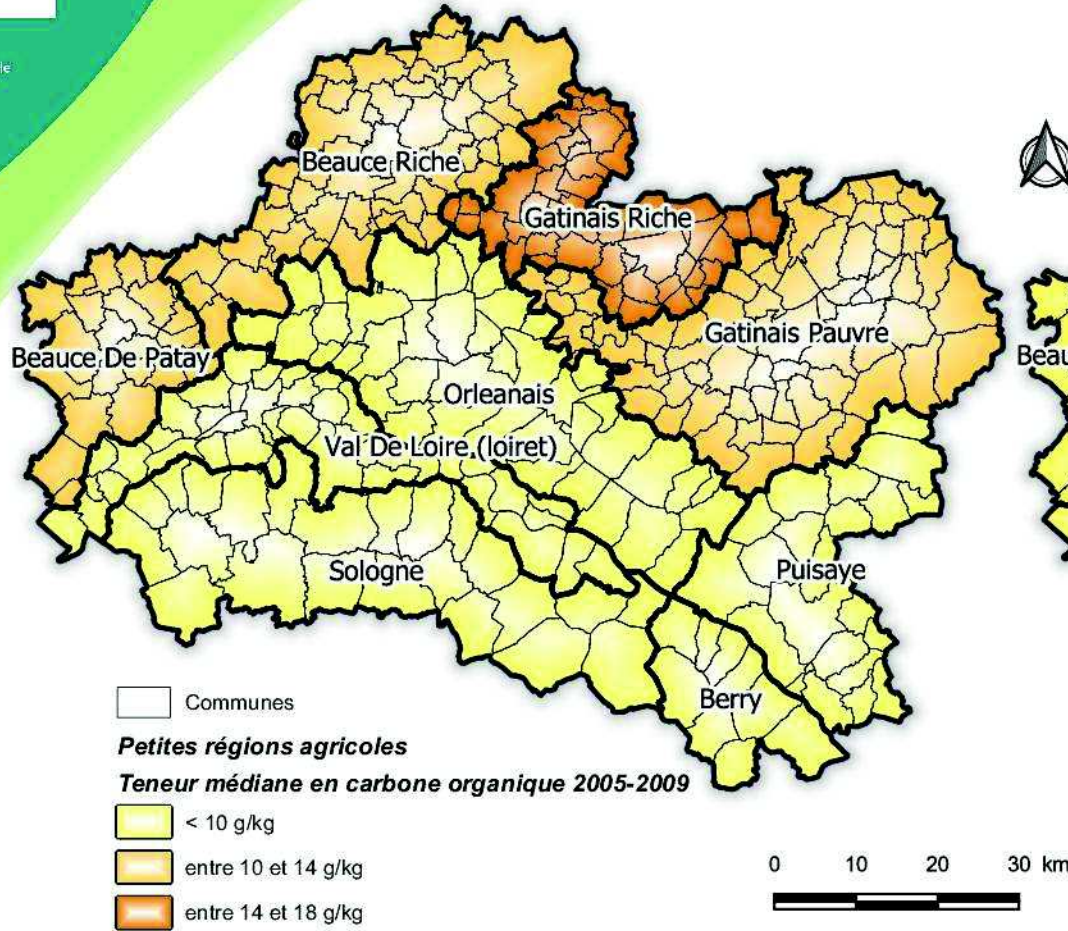 le
Beauce Riche
Gatinais Riche
Gatinais Pauvre
Beauce De Patay
Beau
Orleanais
Val De Loire (loiret)
Sologne
Puisaye
Berry
Communes
Petites régions agricoles
Teneur médiane en carbone organique 2005-2009
< 10 g/kg
entre 10 et 14 g/kg
entre 14 et 18 g/kg
0 10 20 30 km